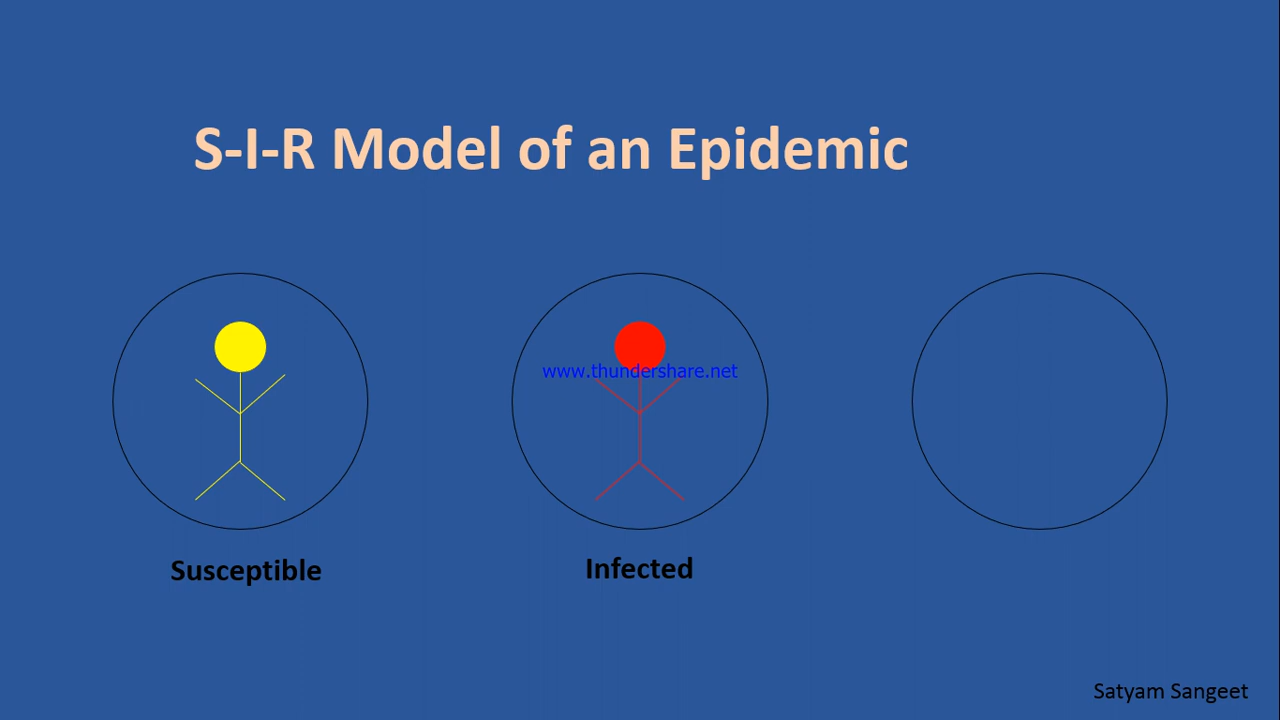 S-I-R Model of an Epidemic
www.thundershare.net
Susceptible
Infected
Satyam Sangeet